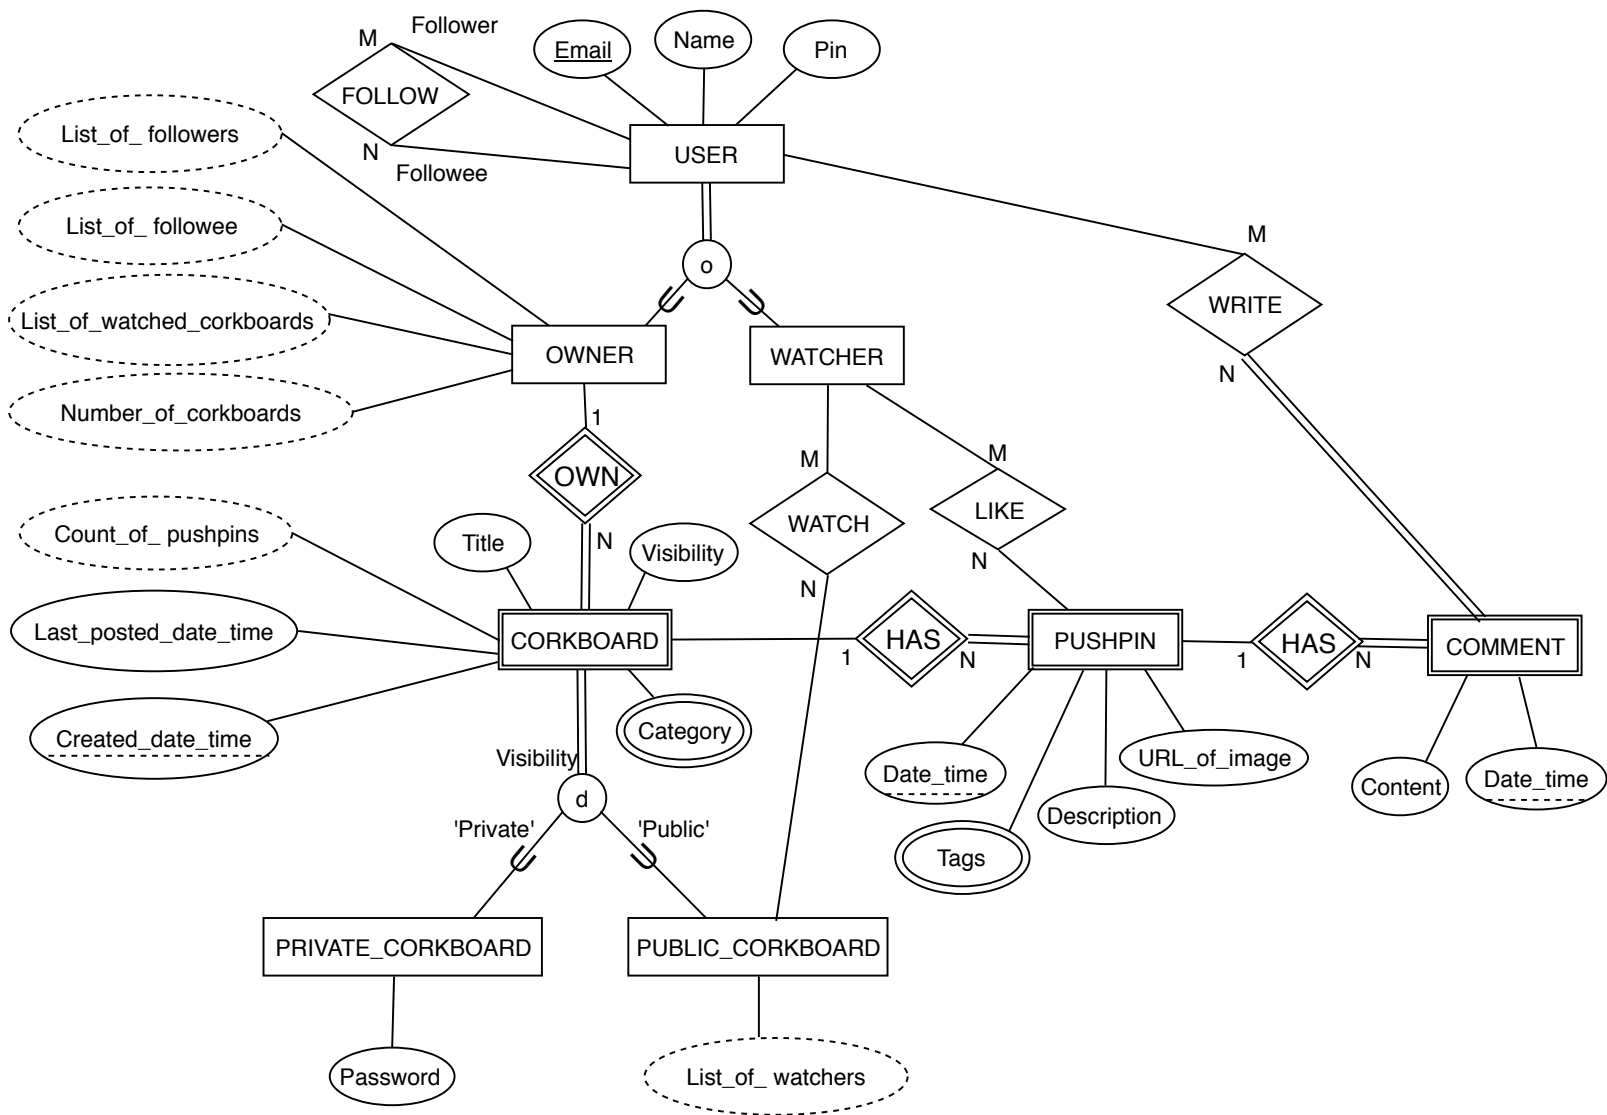 Follower
M
Email
Name
Pin
FOLLOW
List_of_ followers
N
Followee
USER
List_of_ followee
M
o
WRITE
List_of_watched_corkboards
OWNER
WATCHER
N
Number_of_corkboards
1
M
M
OWN
LIKE
WATCH
Count_of_ pushpins
Title
N
Visibility
N
N
Last_posted_date_time
CORKBOARD
HAS
PUSHPIN
HAS
COMMENT
1
N
1
N
Created_date_time
Category
Visibility
Date_time
URL_of_image
Content
Date_time
d
'Private'
'Public'
Description
Tags
PRIVATE_CORKBOARD
PUBLIC_CORKBOARD
Password
List_of_ watchers